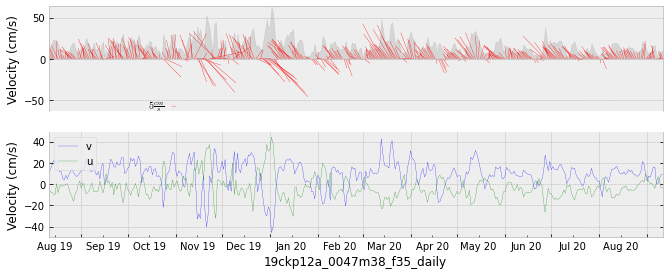 50
0
−50
Velocity (cm/s)
5 cm/s
40
20
0
−20
−40
Velocity (cm/s)
v
u
Aug 19 Sep 19 Oct 19 Nov 19 Dec 19 Jan 20 Feb 20 Mar 20 Apr 20 May 20 Jun 20 Jul 20 Aug 20
19ckp12a_0047m38_f35_daily